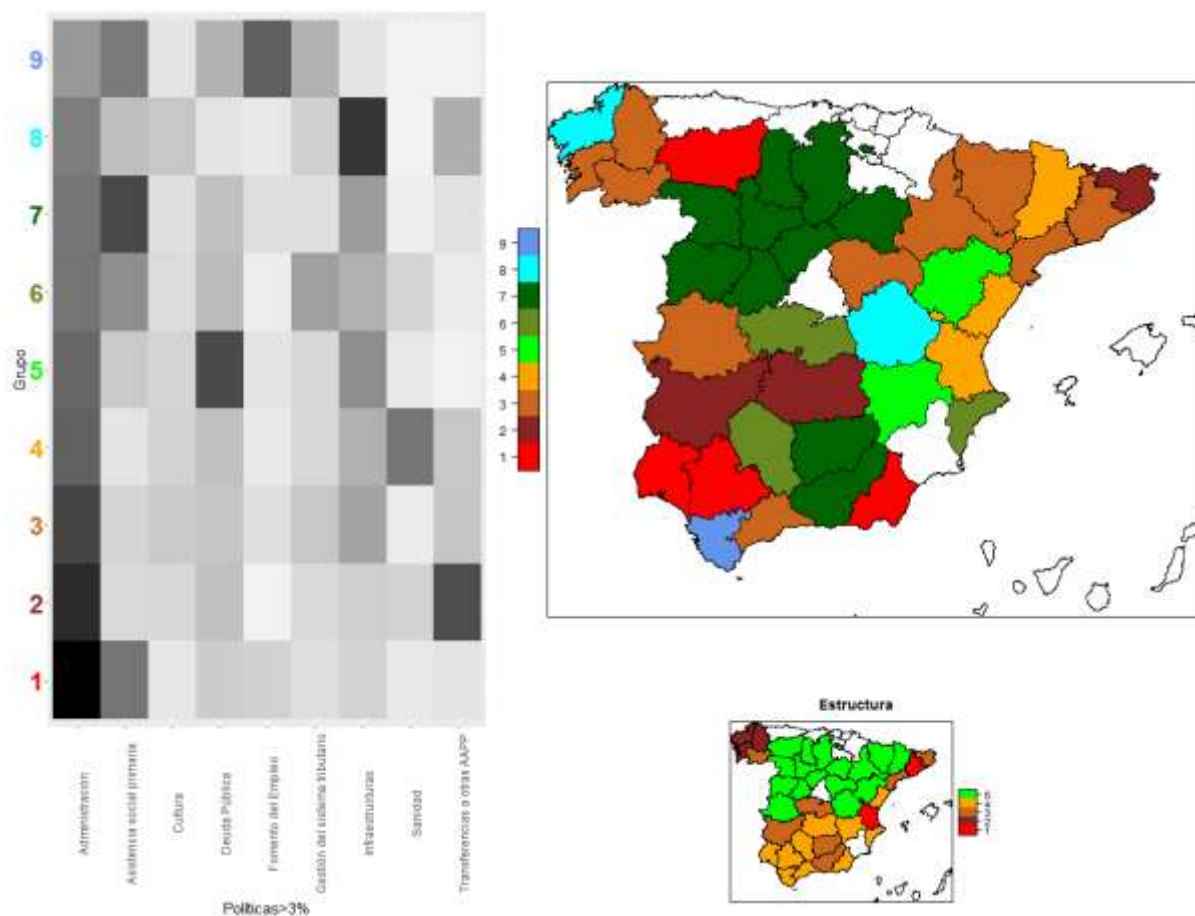 9
8
7
6
5
4
3
2
1
Grupo
Administración
Asistencia social primaria
Cultura
Deuda Pública
Fomento del Empleo
Gestión del sistema tributario
Infraestructuras
Sanidad
Transferencias a otras AAPP
Políticas>3%
9
8
7
6
5
4
3
2
1
Estructura